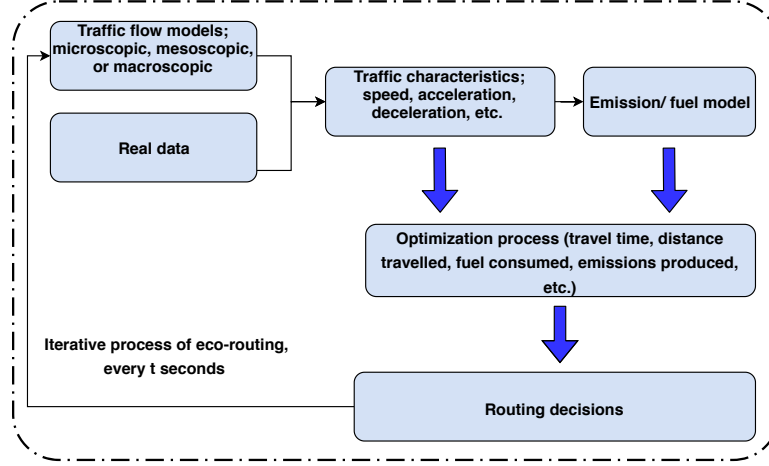 Traffic flow models;
microscopic, mesoscopic,
or macroscopic
Real data
Traffic characteristics;
speed, acceleration,
deceleration, etc.
Emission/ fuel model
Optimization process (travel time, distance
travelled, fuel consumed, emissions produced,
etc.)
Iterative process of eco-routing,
every t seconds
Routing decisions